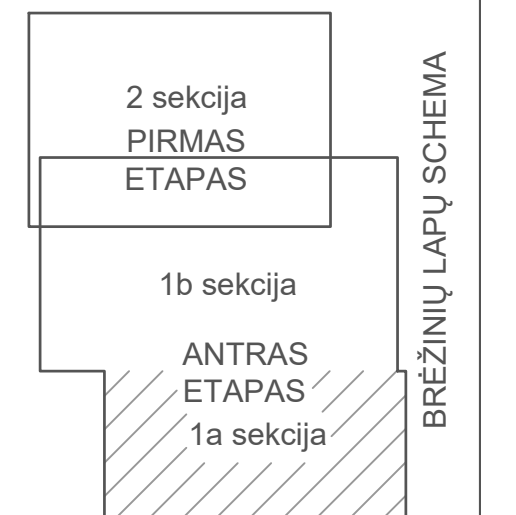 2 sekcija
PIRMAS
ETAPAS
1b sekcija
ANTRAS
ETAPAS
1a sekcija
BRĖŽINIŲ LAPŲ SCHEMA